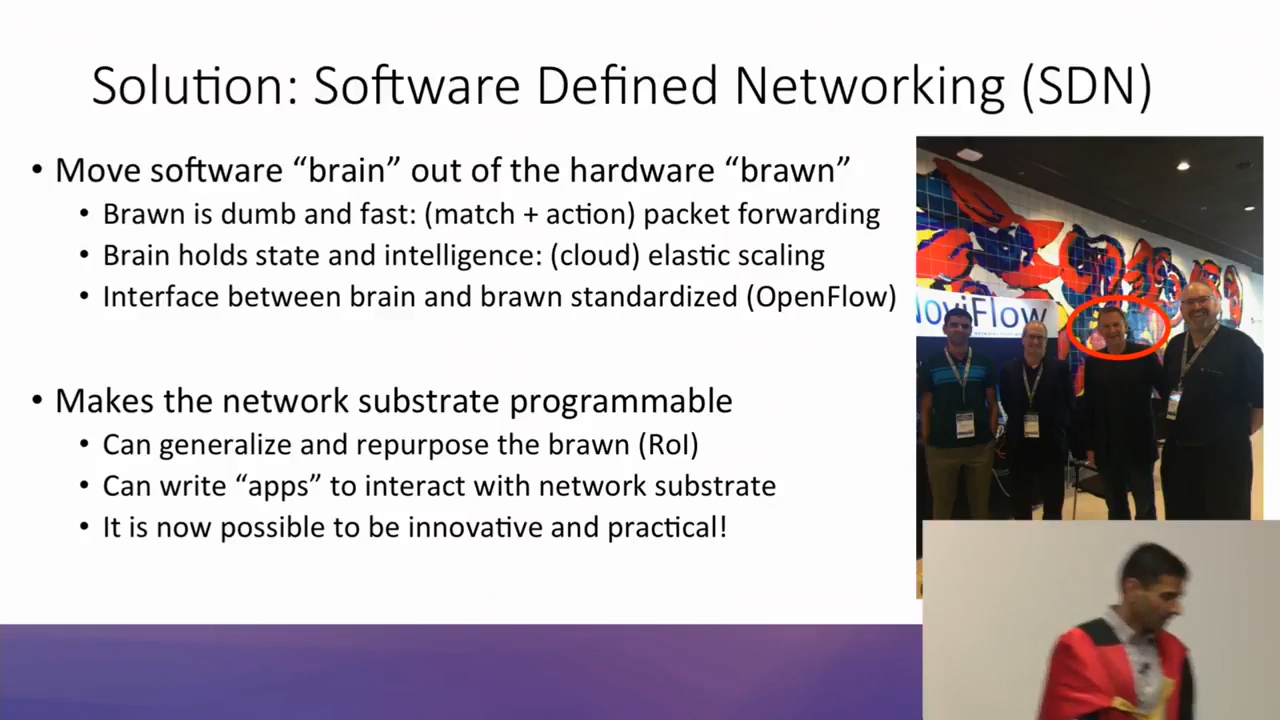 Solution: Software Defined Networking (SDN)
• Move software “brain” out of the hardware “brawn”
• Brawn is dumb and fast: (match + action) packet forwarding
• Brain holds state and intelligence: (cloud) elastic scaling
• Interface between brain and brawn standardized (OpenFlow)
• Makes the network substrate programmable
• Can generalize and repurpose the brawn (RoI)
• Can write “apps” to interact with network substrate
• It is now possible to be innovative and practical!
NoviFlow